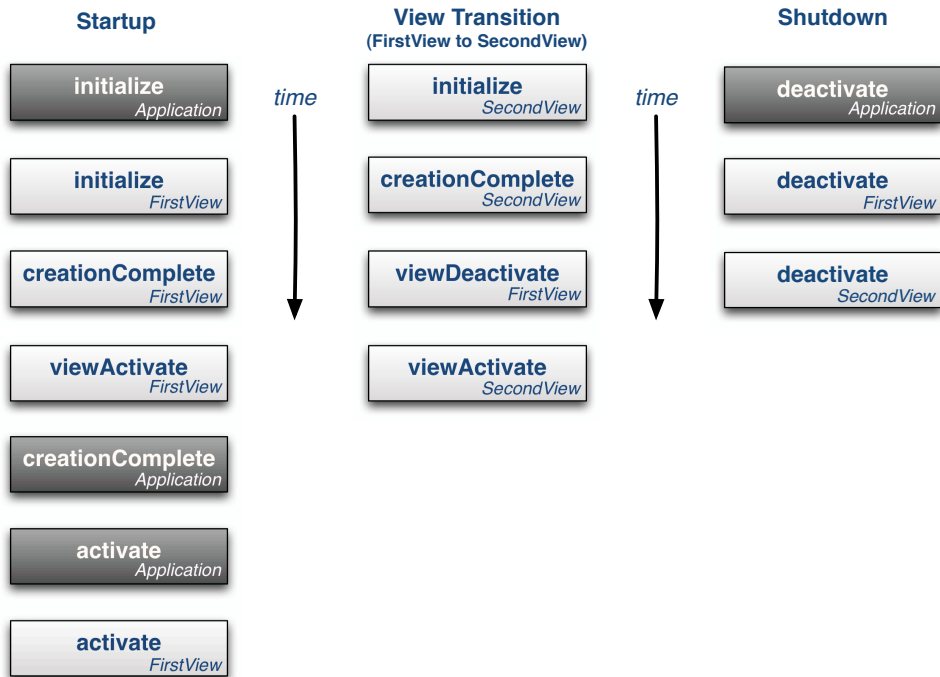 Startup
initialize
Application
initialize
FirstView
creationComplete
FirstView
viewActivate
FirstView
creationComplete
Application
activate
Application
activate
FirstView
time
View Transition
(FirstView to SecondView)
initialize
SecondView
creationComplete
SecondView
viewDeactivate
FirstView
viewActivate
SecondView
time
Shutdown
deactivate
Application
deactivate
FirstView
deactivate
SecondView